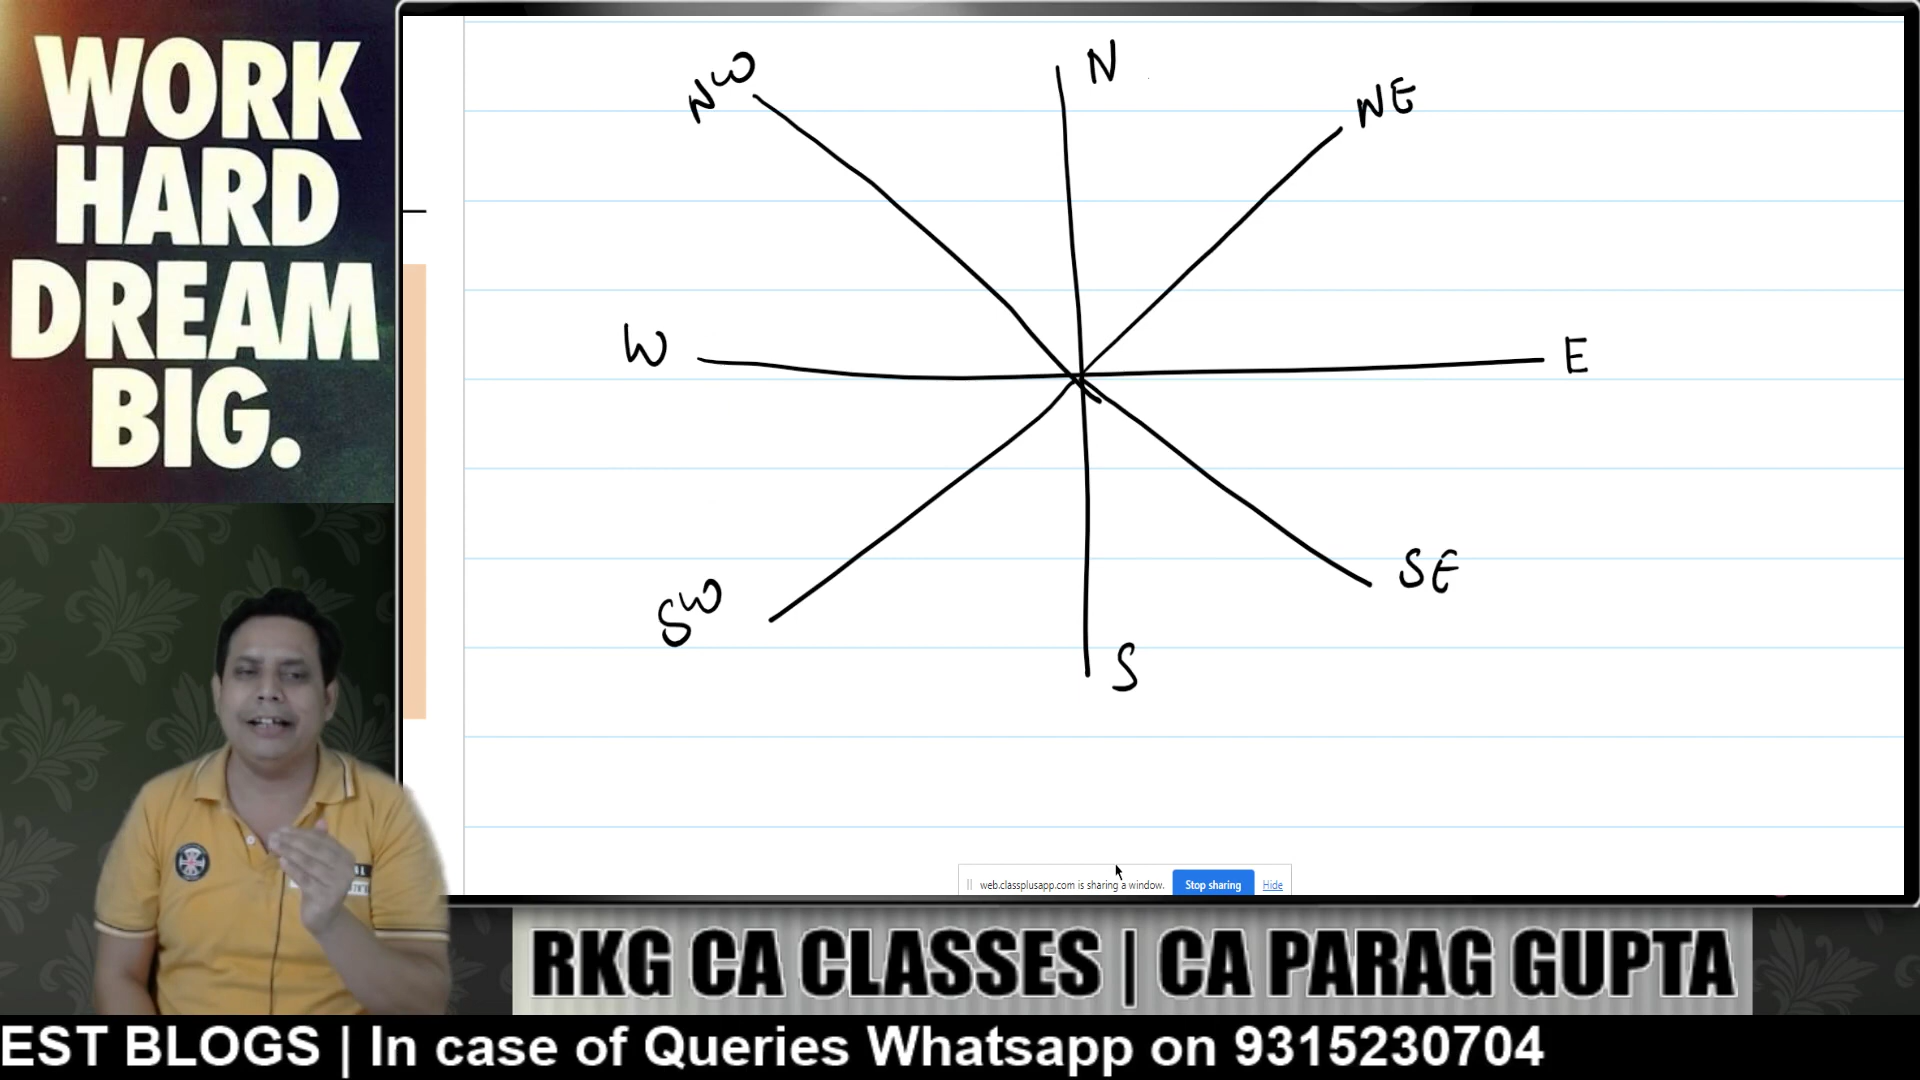 WORK
HARD
DREAM
BIG.
NW
N
NE
W
E
SW
S
SE
web.classplusapp.com is sharing a window.
Stop sharing
Hide
RKG CA CLASSES | CA PARAG GUPTA
EST BLOGS | In case of Queries Whatsapp on 9315230704